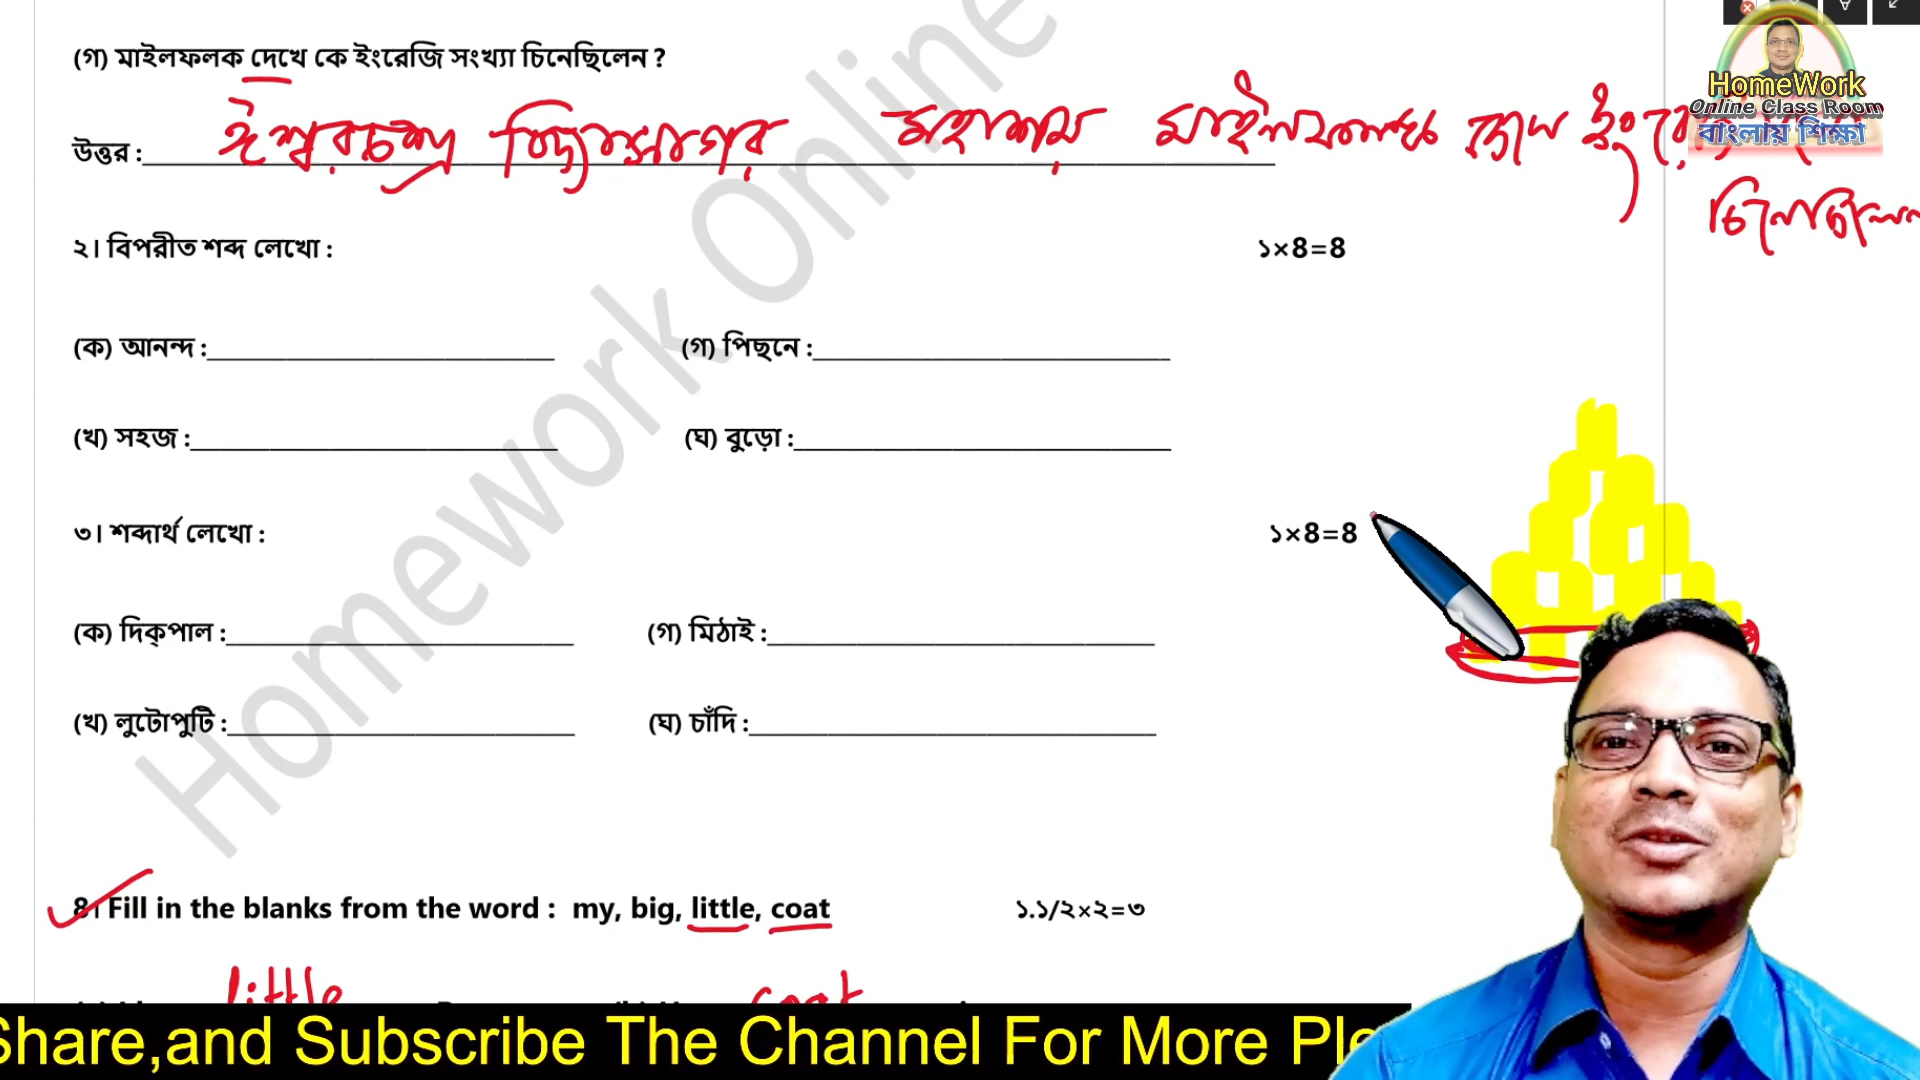 (গ) মাইলফলক দেখে কে ইংরেজি সংখ্যা চিনেছিলেন ?
HomeWork
Online Class Room
বাংলায় শিক্ষা
উত্তর : ঈশ্বরচন্দ্র বিদ্যাসাগর মহাশয় মাইলফলক
চিনেছিলেন
২। বিপরীত শব্দ লেখো : ১×৪=৪
(ক) আনন্দ : (গ) পিছনে :
(খ) সহজ : (ঘ) বুড়ো :
৩। শব্দার্থ লেখো : ১×৪=৪
(ক) দিক্‌পাল : (গ) মিঠাই :
(খ) লুটোপুটি : (ঘ) চাঁদি :
৪। Fill in the blanks from the word : my, big, little, coat ১.১/২×২=৩
little coat
Share,and Subscribe The Channel For More Ple
Homework Online